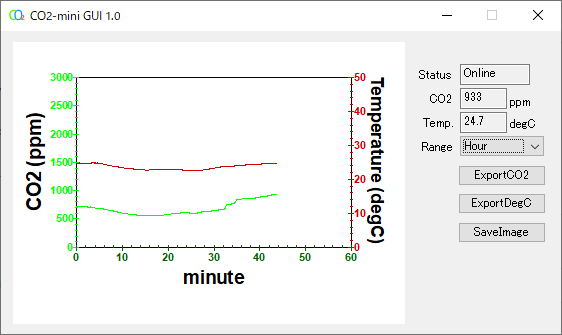 CO2-mini GUI 1.0
Status Online
CO2 933 ppm
Temp. 24.7 degC
Range Hour
ExportCO2
ExportDegC
SaveImage
CO2 (ppm)
3000
2500
2000
1500
1000
500
0
0 10 20 30 40 50 60
minute
50
40
30
20
10
0
Temperature (degC)